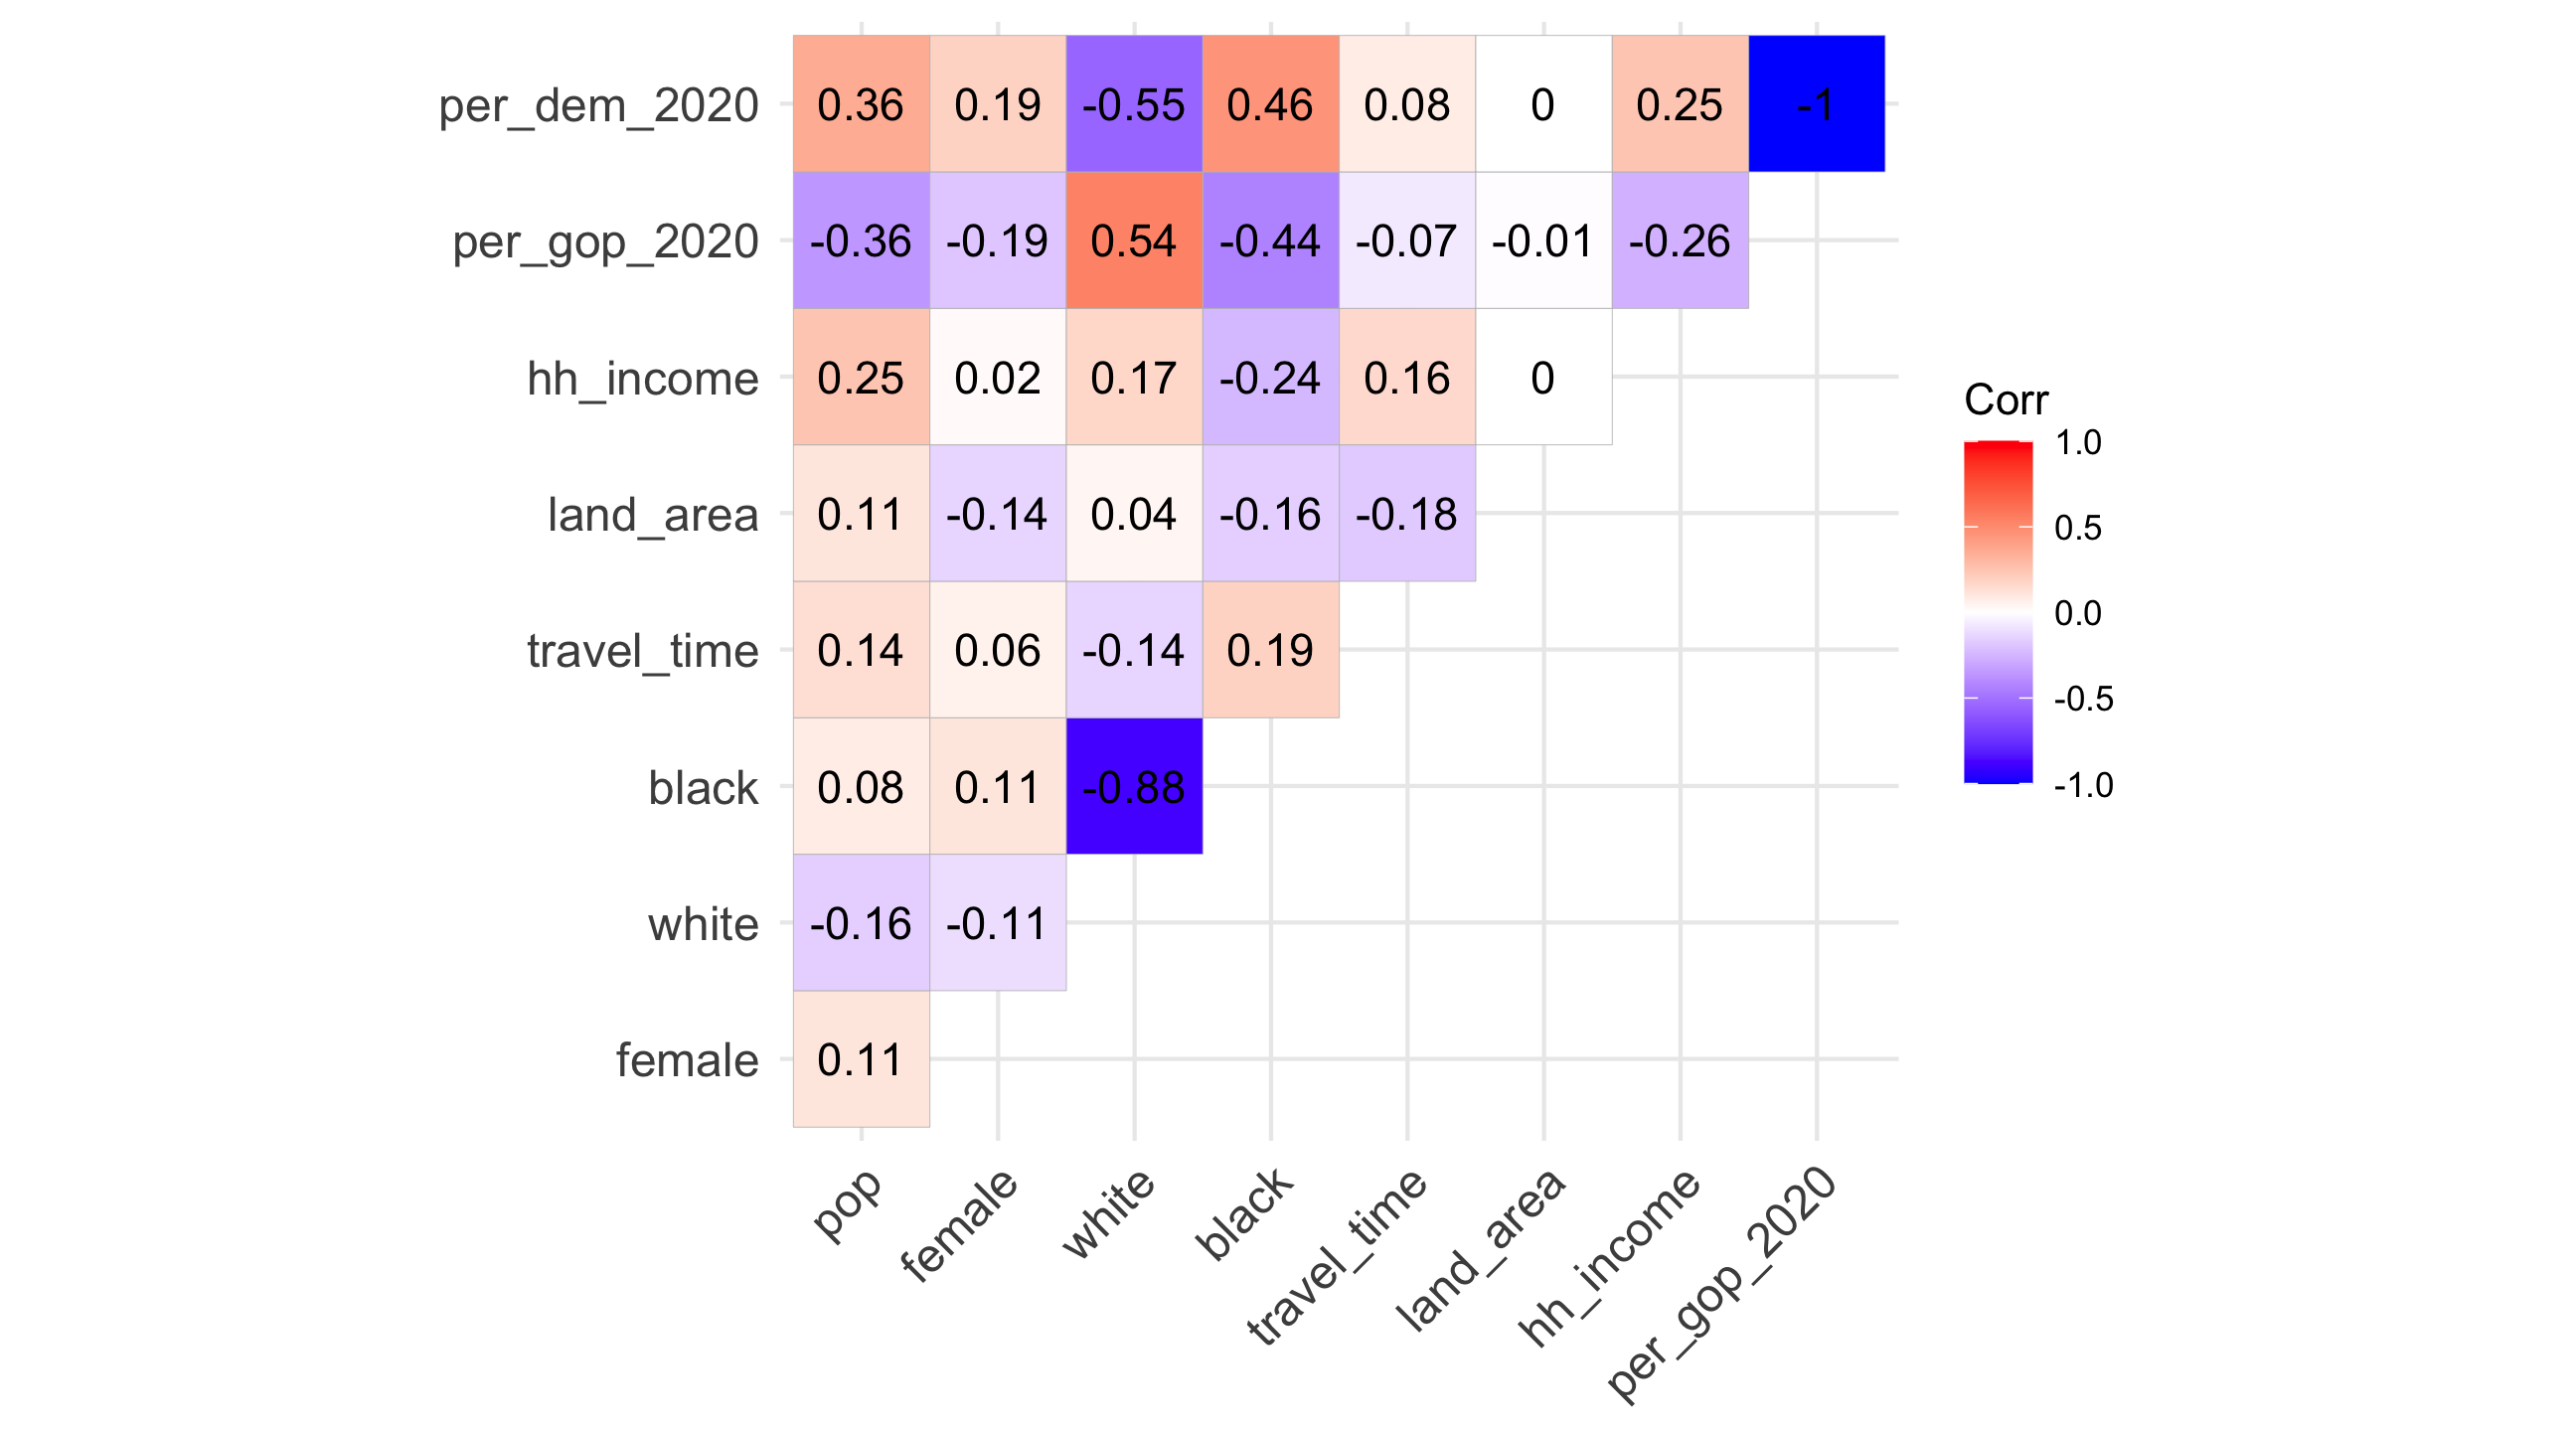 per_dem_2020 0.36 0.19 -0.55 0.46 0.08 0 0.25 -1
per_gop_2020 -0.36 -0.19 0.54 -0.44 -0.07 -0.01 -0.26
hh_income 0.25 0.02 0.17 -0.24 0.16 0
land_area 0.11 -0.14 0.04 -0.16 -0.18
travel_time 0.14 0.06 -0.14 0.19
black 0.08 0.11 -0.88
white -0.16 -0.11
female 0.11
pop female white black travel_time land_area hh_income per_gop_2020
Corr
1.0
0.5
0.0
-0.5
-1.0